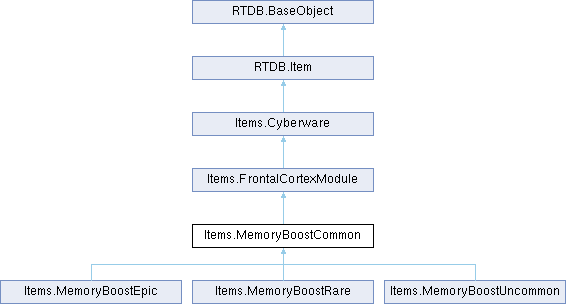 RTDB.BaseObject
RTDB.Item
Items.Cyberware
Items.FrontalCortexModule
Items.MemoryBoostCommon
Items.MemoryBoostEpic
Items.MemoryBoostRare
Items.MemoryBoostUncommon